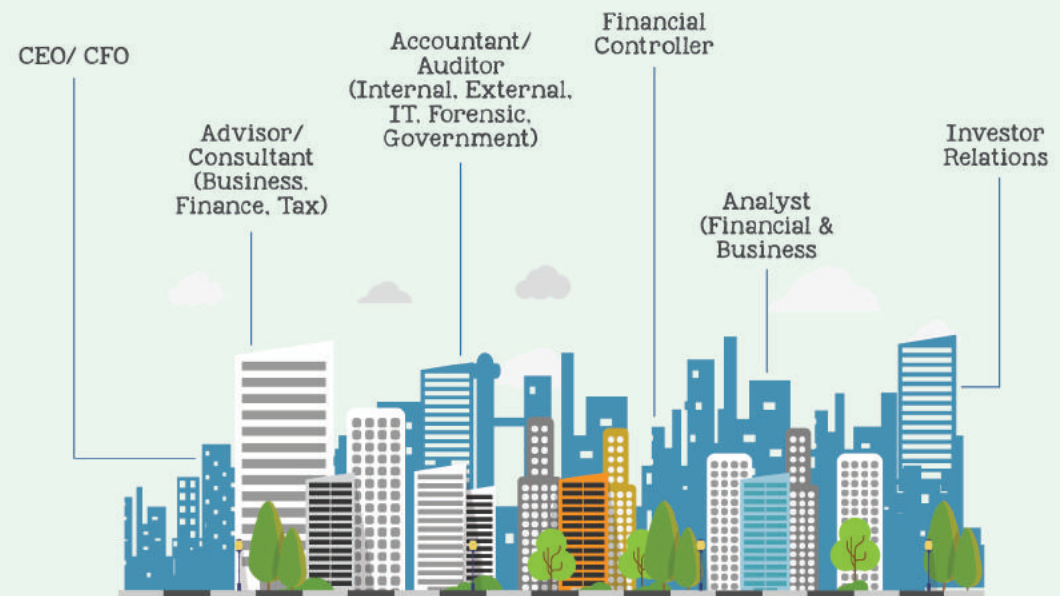 CEO/ CFO
Advisor/
Consultant
(Business,
Finance, Tax)
Accountant/
Auditor
(Internal, External,
IT, Forensic,
Government)
Financial
Controller
Analyst
(Financial &
Business
Investor
Relations